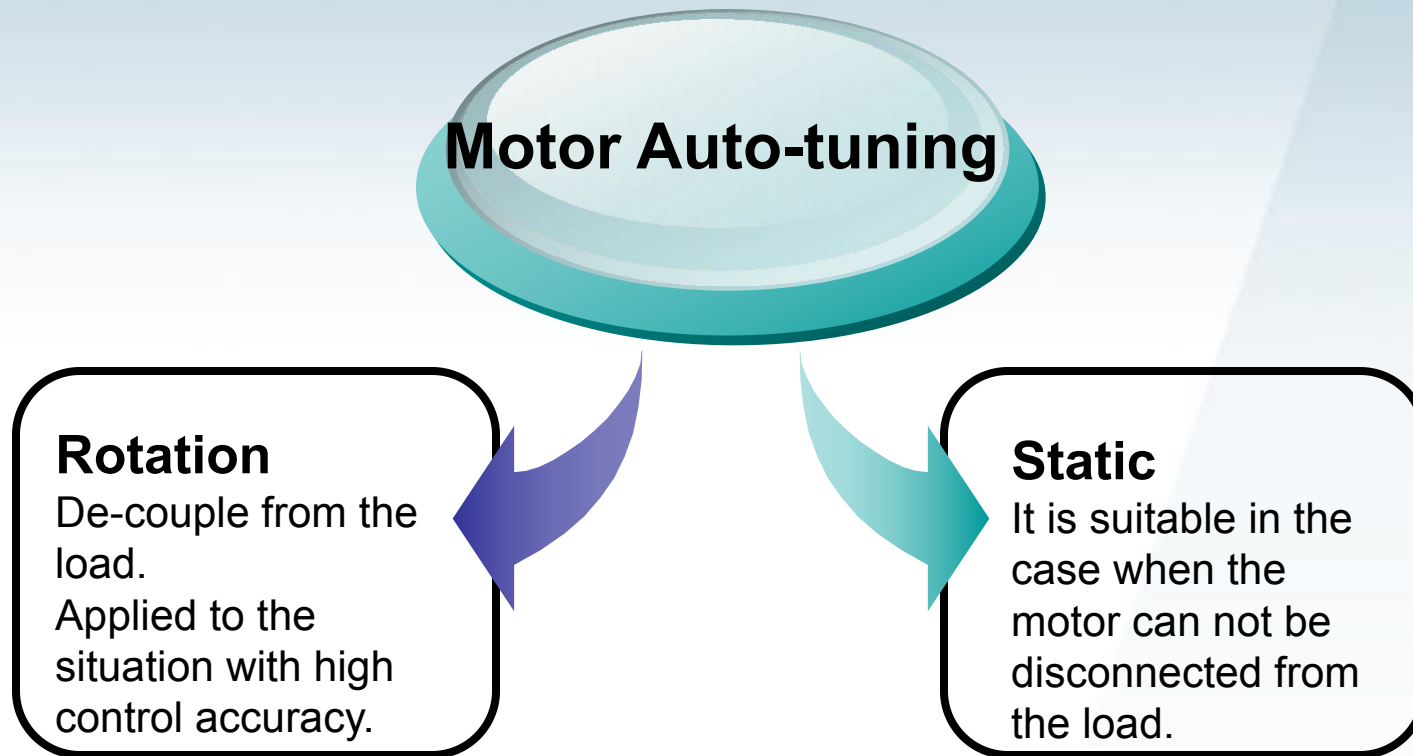 Motor Auto-tuning
Rotation
De-couple from the
load.
Applied to the
situation with high
control accuracy.
Static
It is suitable in the
case when the
motor can not be
disconnected from
the load.